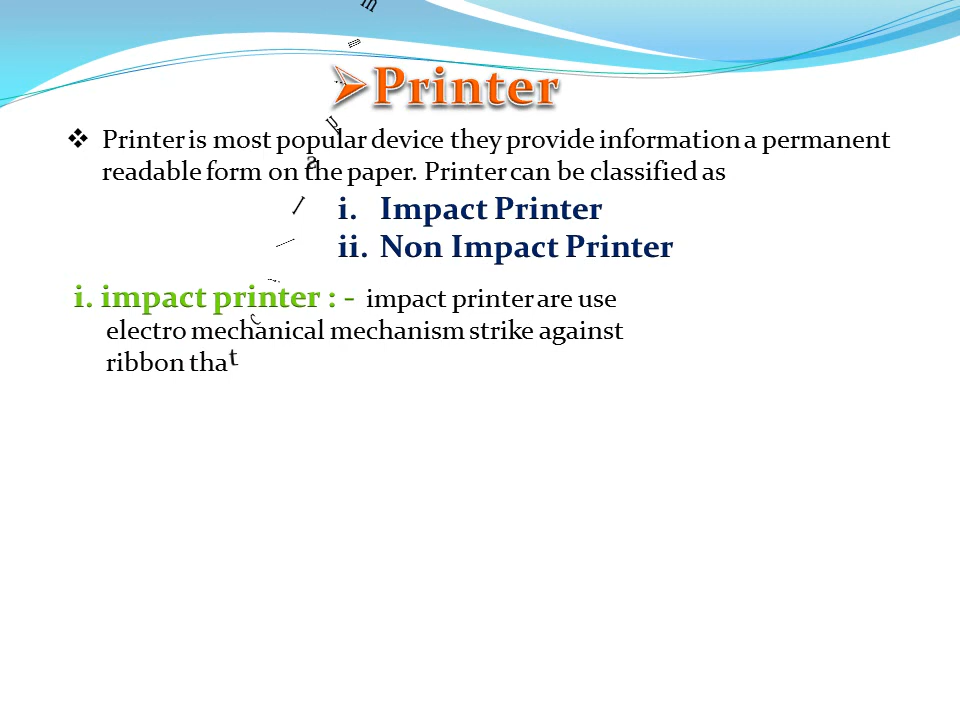 Printer
Printer is most popular device they provide information a permanent
readable form on the paper. Printer can be classified as
i. Impact Printer
ii. Non Impact Printer
i. impact printer : - impact printer are use
electro mechanical mechanism strike against
ribbon that